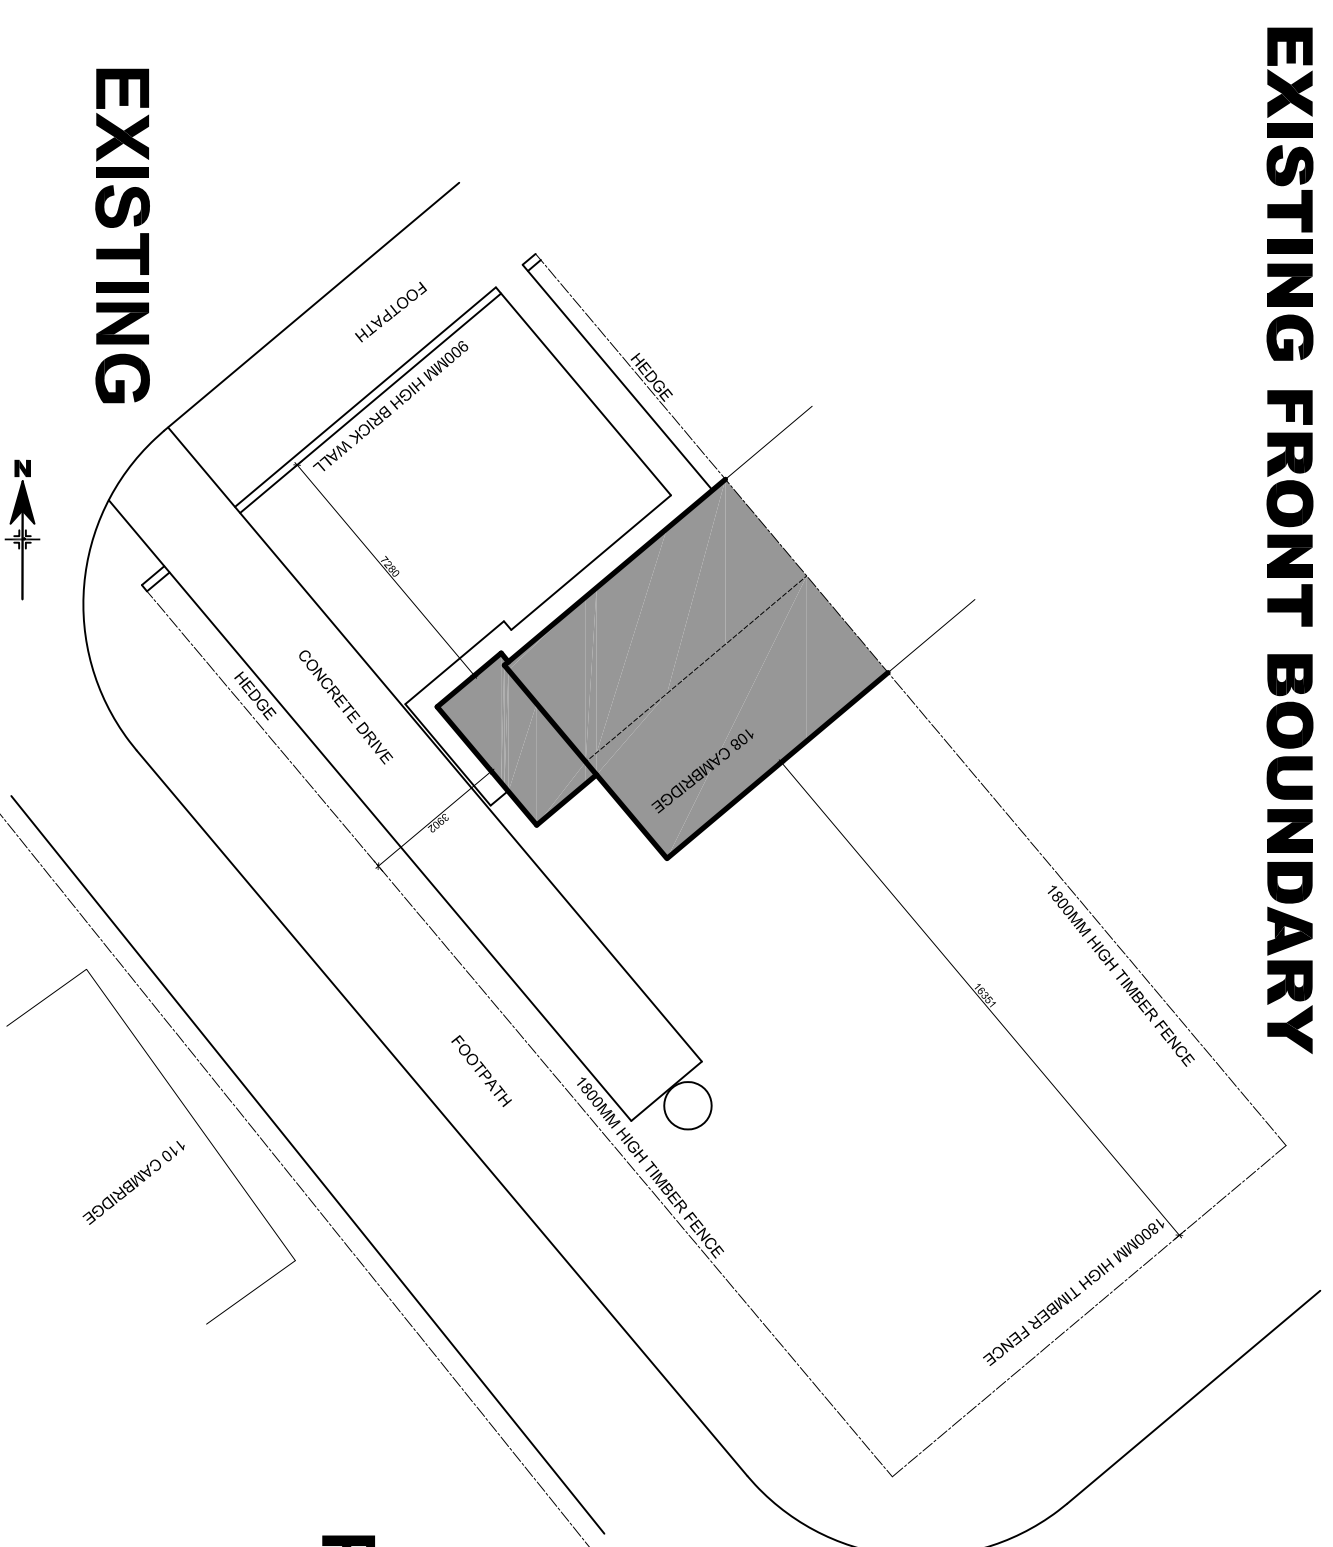 EXISTING FRONT BOUNDARY
EXISTING
N
FOOTPATH
900MM HIGH BRICK WALL
HEDGE
7280
CONCRETE DRIVE
HEDGE
3902
108 CAMBRIDGE
1800MM HIGH TIMBER FENCE
16351
FOOTPATH
1800MM HIGH TIMBER FENCE
110 CAMBRIDGE
1800MM HIGH TIMBER FENCE